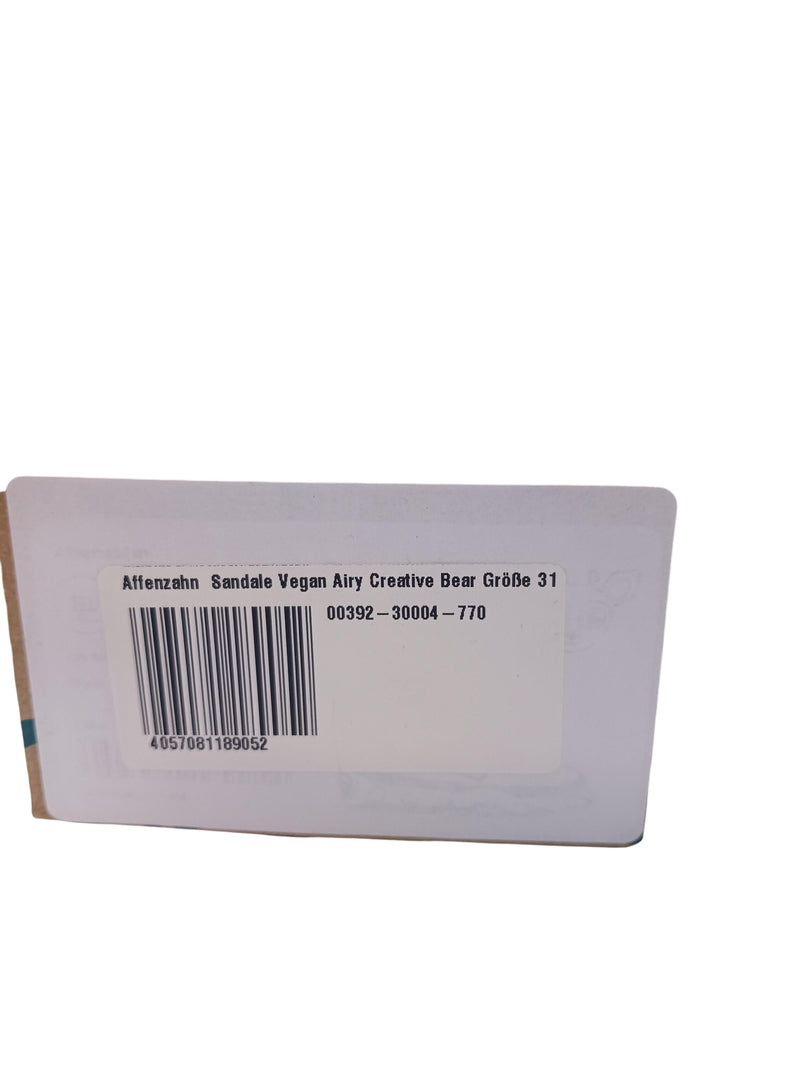 Affenzahn Sandale Vegan Airy Creative Bear Größe 31
00392-30004-770
4057081189052